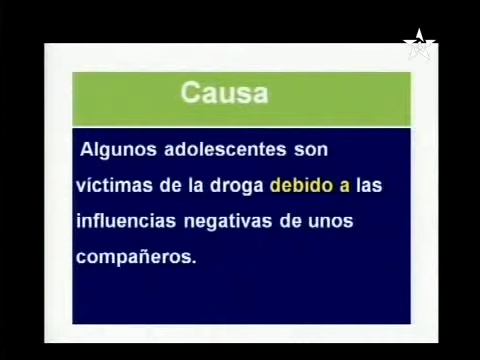 Causa
Algunos adolescentes son
víctimas de la droga debido a las
influencias negativas de unos
compañeros.